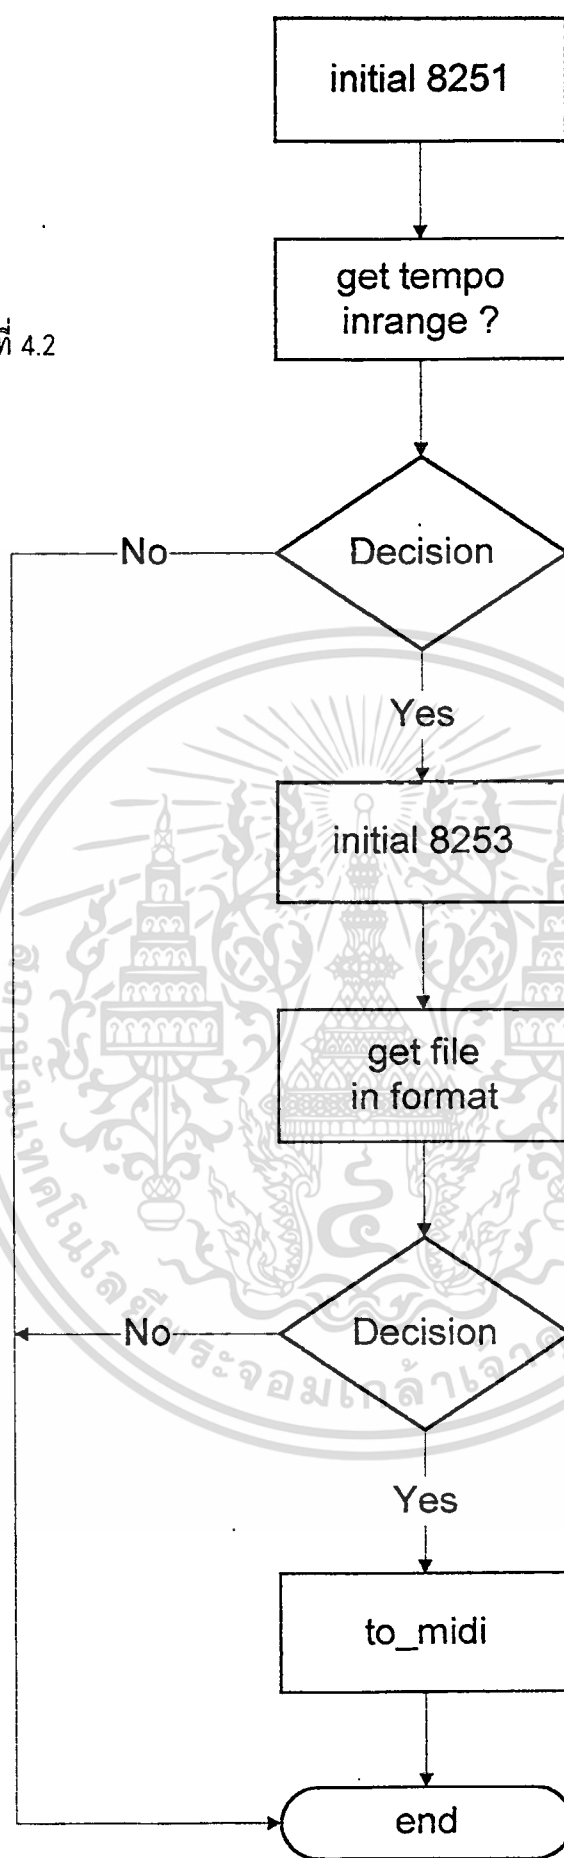 initial 8251
get tempo
inrange ?
ที่ 4.2
Decision
No
Yes
initial 8253
get file
in format
Decision
No
Yes
to_midi
end